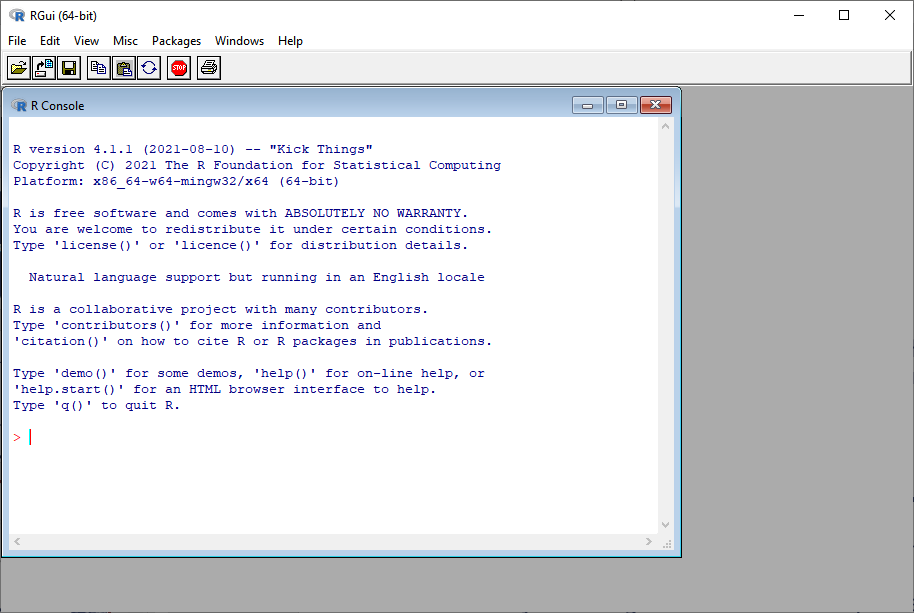 RGui (64-bit)
File Edit View Misc Packages Windows Help
STOP
R Console
R version 4.1.1 (2021-08-10) -- "Kick Things"
Copyright (C) 2021 The R Foundation for Statistical Computing
Platform: x86_64-w64-mingw32/x64 (64-bit)
R is free software and comes with ABSOLUTELY NO WARRANTY.
You are welcome to redistribute it under certain conditions.
Type 'license()' or 'licence()' for distribution details.
Natural language support but running in an English locale
R is a collaborative project with many contributors.
Type 'contributors()' for more information and
'citation()' on how to cite R or R packages in publications.
Type 'demo()' for some demos, 'help()' for on-line help, or
'help.start()' for an HTML browser interface to help.
Type 'q()' to quit R.
>